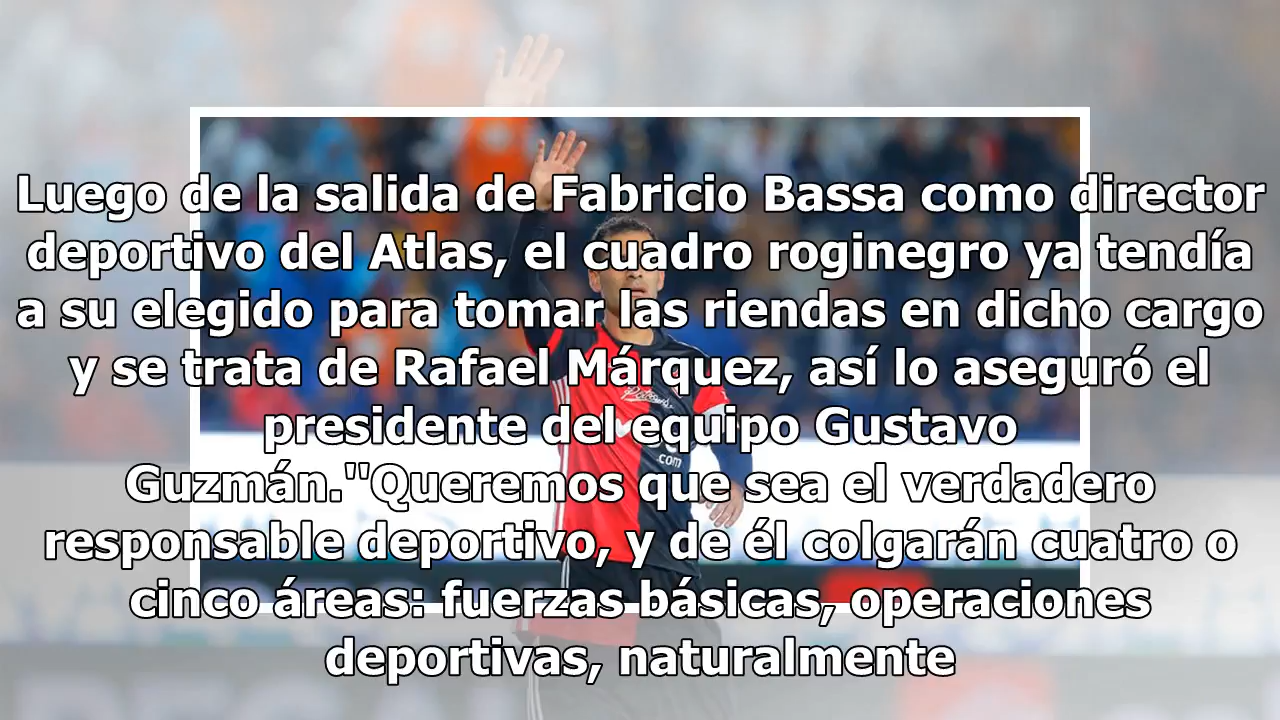 Luego de la salida de Fabricio Bassa como director
deportivo del Atlas, el cuadro roginegro ya tendía
a su elegido para tomar las riendas en dicho cargo
y se trata de Rafael Márquez, así lo aseguró el
presidente del equipo Gustavo
Guzmán."Queremos que sea el verdadero
responsable deportivo, y de él colgarán cuatro o
cinco áreas: fuerzas básicas, operaciones
deportivas, naturalmente
.com